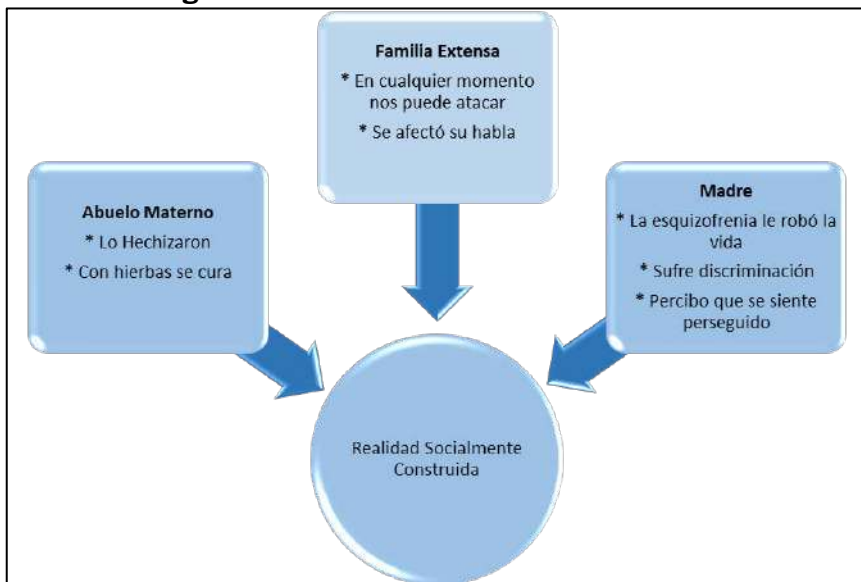 Familia Extensa
* En cualquier momento
nos puede atacar
* Se afectó su habla
Abuelo Materno
* Lo Hechizaron
* Con hierbas se cura
Madre
* La esquizofrenia le robó la
vida
* Sufre discriminación
* Percibo que se siente
perseguido
Realidad Socialmente
Construida